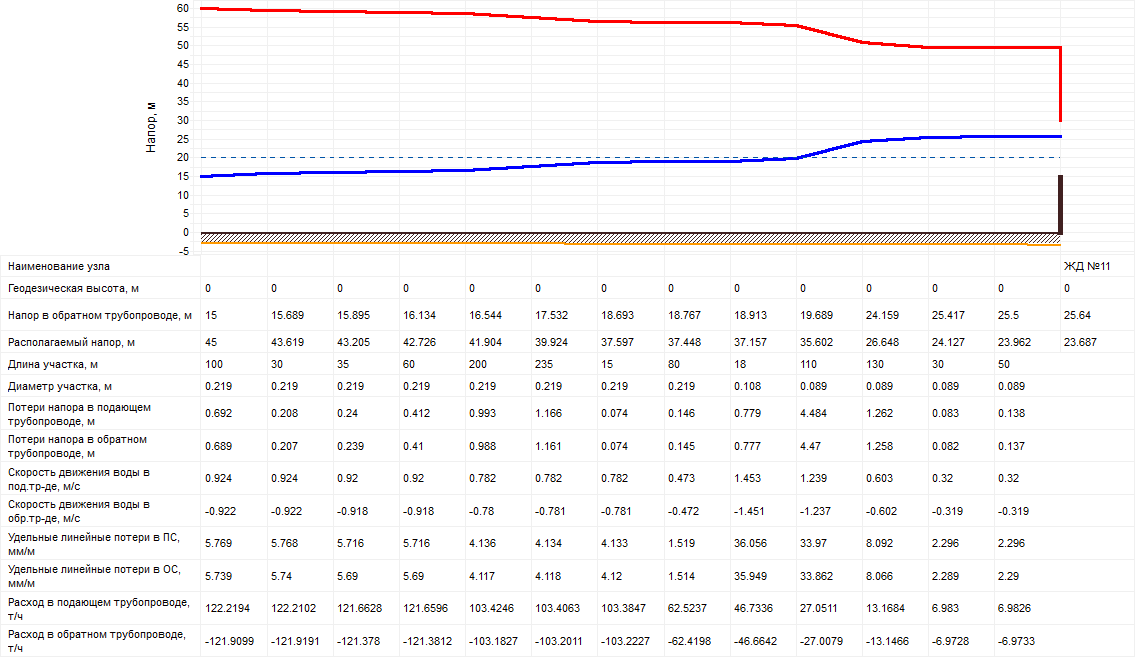 60
55
50
45
40
35
30
25
20
15
10
5
0
-5
Напор, м
Наименование узла ЖД №11
Геодезическая высота, м 0 0 0 0 0 0 0 0 0 0 0 0 0 0
Напор в обратном трубопроводе, м 15 15.689 15.895 16.134 16.544 17.532 18.693 18.767 18.913 19.689 24.159 25.417 25.5 25.64
Располагаемый напор, м 45 43.619 43.205 42.726 41.904 39.924 37.597 37.448 37.157 35.602 26.648 24.127 23.962 23.687
Длина участка, м 100 30 35 60 200 235 15 80 18 110 130 30 50
Диаметр участка, м 0.219 0.219 0.219 0.219 0.219 0.219 0.219 0.219 0.108 0.089 0.089 0.089 0.089
Потери напора в подающем
трубопроводе, м 0.692 0.208 0.24 0.412 0.993 1.166 0.074 0.146 0.779 4.484 1.262 0.083 0.138
Потери напора в обратном
трубопроводе, м 0.689 0.207 0.239 0.41 0.988 1.161 0.074 0.145 0.777 4.47 1.258 0.082 0.137
Скорость движения воды в
под.тр-де, м/с 0.924 0.924 0.92 0.92 0.782 0.782 0.782 0.473 1.453 1.239 0.603 0.32 0.32
Скорость движения воды в
обр.тр-де, м/с -0.922 -0.922 -0.918 -0.918 -0.78 -0.781 -0.781 -0.472 -1.451 -1.237 -0.602 -0.319 -0.319
Удельные линейные потери в ПС,
мм/м 5.769 5.768 5.716 5.716 4.136 4.134 4.133 1.519 36.056 33.97 8.092 2.296 2.296
Удельные линейные потери в ОС,
мм/м 5.739 5.74 5.69 5.69 4.117 4.118 4.12 1.514 35.949 33.862 8.066 2.289 2.29
Расход в подающем трубопроводе,
т/ч 122.2194 122.2102 121.6628 121.6596 103.4246 103.4063 103.3847 62.5237 46.7336 27.0511 13.1684 6.983 6.9826
Расход в обратном трубопроводе,
т/ч -121.9099 -121.9191 -121.378 -121.3812 -103.1827 -103.2011 -103.2227 -62.4198 -46.6642 -27.0079 -13.1466 -6.9728 -6.9733